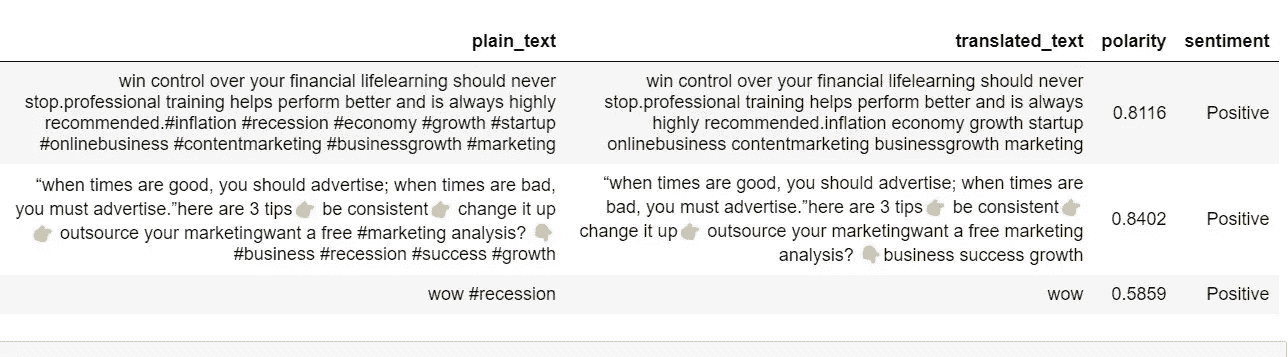 plain_text translated_text polarity sentiment
win control over your financial lifelearning should never
stop.professional training helps perform better and is always highly
recommended.#inflation #recession #economy #growth #startup
#onlinebusiness #contentmarketing #businessgrowth #marketing
win control over your financial lifelearning should never
stop.professional training helps perform better and is always
highly recommended.inflation economy growth startup
onlinebusiness contentmarketing businessgrowth marketing
0.8116
Positive
“when times are good, you should advertise; when times are bad,
you must advertise.”here are 3 tips👉 be consistent👉 change it up
👉 outsource your marketingwant a free #marketing analysis? 👇
#business #recession #success #growth
“when times are good, you should advertise; when times are
bad, you must advertise.”here are 3 tips👉 be consistent👉
change it up👉 outsource your marketingwant a free marketing
analysis? 👇business success growth
0.8402
Positive
wow #recession
wow
0.5859
Positive